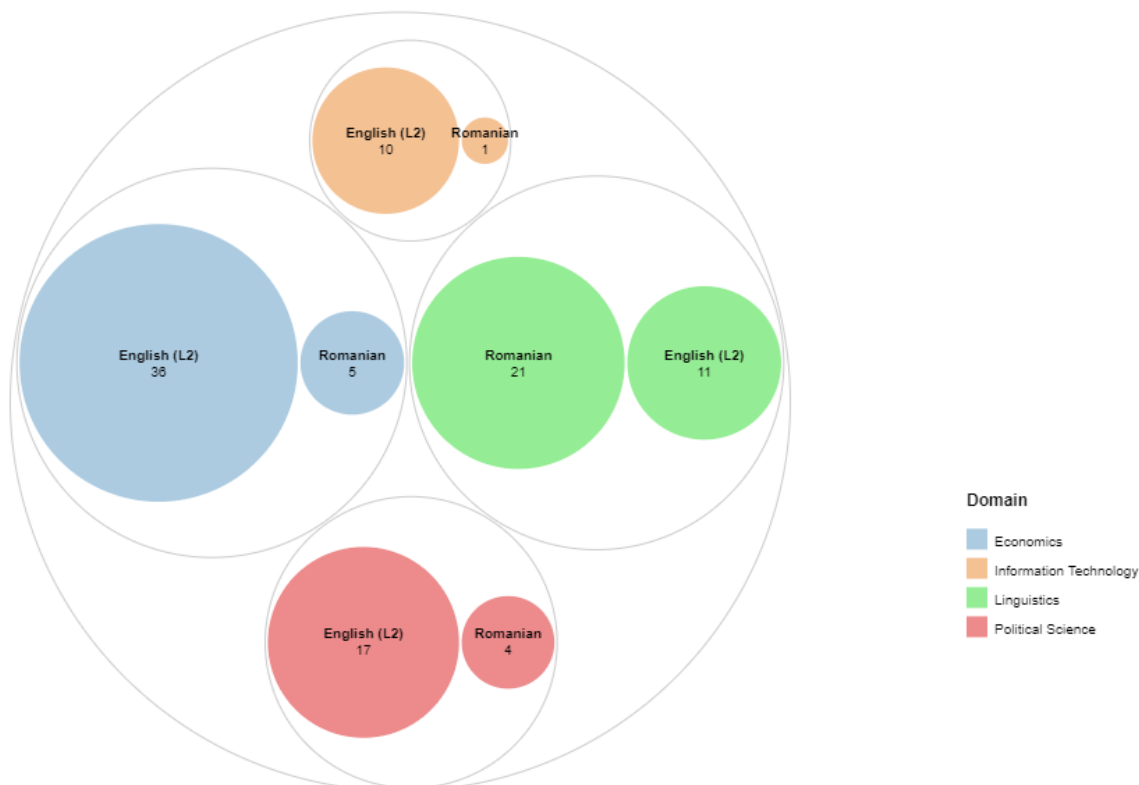 English (L2)
10
Romanian
1
English (L2)
36
Romanian
5
Romanian
21
English (L2)
11
English (L2)
17
Romanian
4
Domain
Economics
Information Technology
Linguistics
Political Science